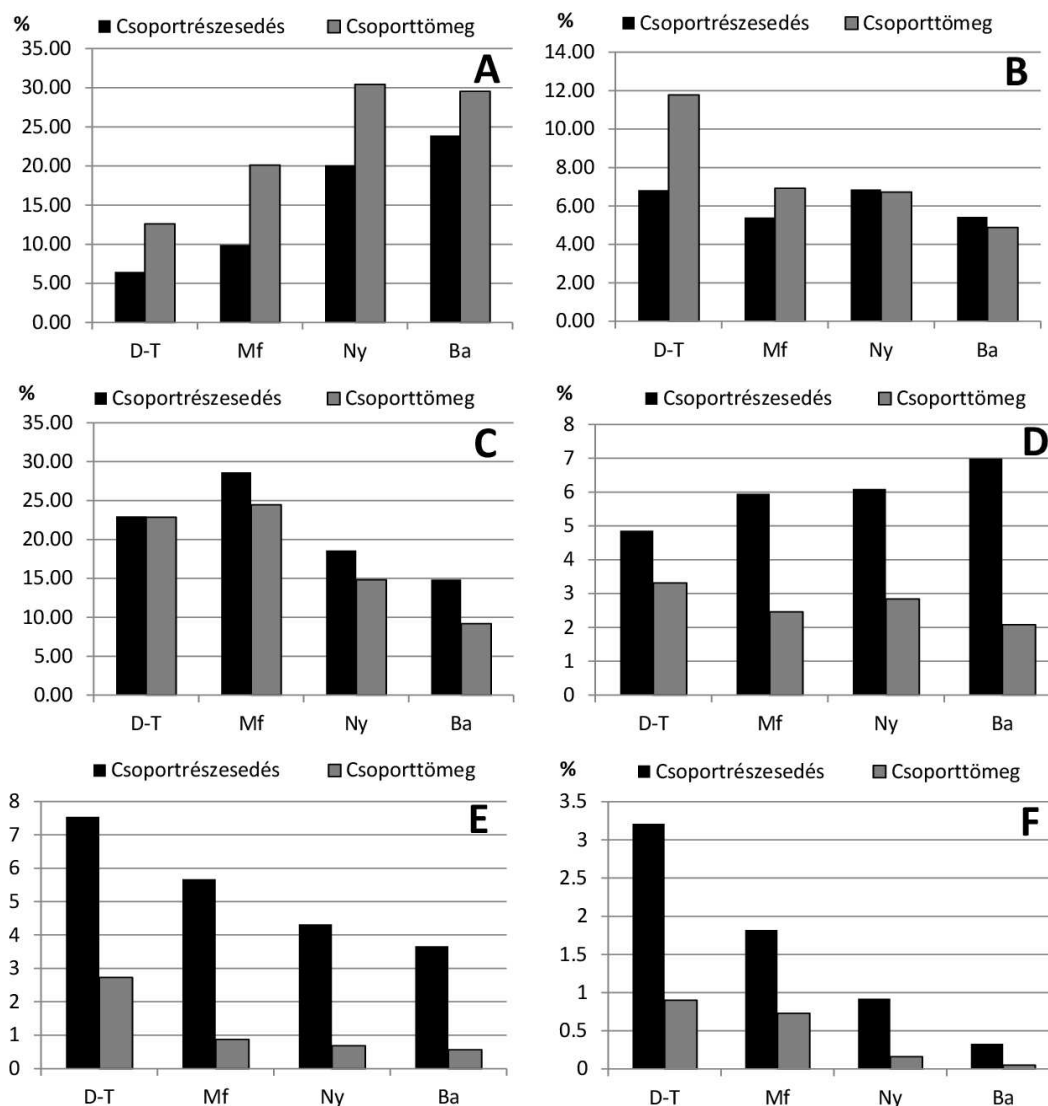 % Csoportrészesedés Csoporttömeg
A
35.00
30.00
25.00
20.00
15.00
10.00
5.00
0.00
D-T Mf Ny Ba
% Csoportrészesedés Csoporttömeg
B
14.00
12.00
10.00
8.00
6.00
4.00
2.00
0.00
D-T Mf Ny Ba
% Csoportrészesedés Csoporttömeg
C
35.00
30.00
25.00
20.00
15.00
10.00
5.00
0.00
D-T Mf Ny Ba
% Csoportrészesedés Csoporttömeg
D
8
7
6
5
4
3
2
1
0
D-T Mf Ny Ba
Csoportrészesedés Csoporttömeg
E
8
7
6
5
4
3
2
1
0
D-T Mf Ny Ba
% Csoportrészesedés Csoporttömeg
F
3.5
3
2.5
2
1.5
1
0.5
0
D-T Mf Ny Ba